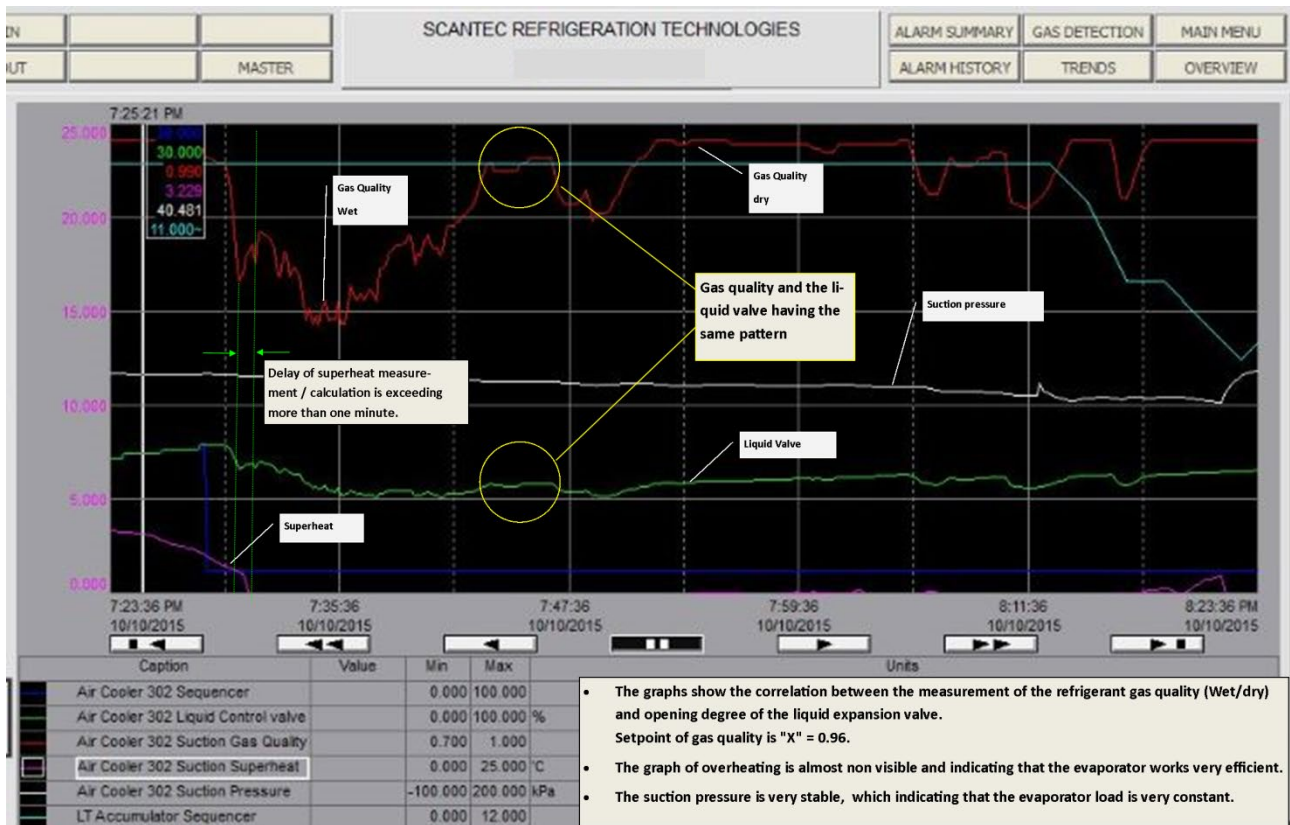 IN
SCANTEC REFRIGERATION TECHNOLOGIES
ALARM SUMMARY GAS DETECTION MAIN MENU
MASTER
ALARM HISTORY TRENDS OVERVIEW
7:25:21 PM
25.000
30.000
0.990
3.229
40.481
11.000~
20.000
15.000
10.000
5.000
0.000
Gas Quality
Wet
Gas Quality
dry
Gas quality and the li-
quid valve having the
same pattern
Suction pressure
Delay of superheat measure-
ment / calculation is exceeding
more than one minute.
Liquid Valve
Superheat
7:23:36 PM 7:35:36 7:47:36 7:59:36 8:11:36 8:23:36 PM
10/10/2015 10/10/2015 10/10/2015 10/10/2015 10/10/2015 10/10/2015
Caption Value Min Max Units
Air Cooler 302 Sequencer 0.000 100.000
Air Cooler 302 Liquid Control valve 0.000 100.000 %
Air Cooler 302 Suction Gas Quality 0.700 1.000
Air Cooler 302 Suction Superheat 0.000 25.000 °C
Air Cooler 302 Suction Pressure -100.000 200.000 kPa
LT Accumulator Sequencer 0.000 12.000
• The graphs show the correlation between the measurement of the refrigerant gas quality (Wet/dry)
and opening degree of the liquid expansion valve.
Setpoint of gas quality is "X" = 0.96.
• The graph of overheating is almost non visible and indicating that the evaporator works very efficient.
• The suction pressure is very stable, which indicating that the evaporator load is very constant.